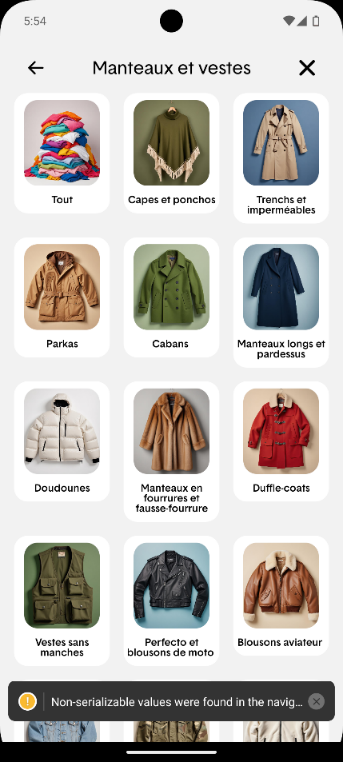 5:54
Manteaux et vestes
Tout
Capes et ponchos
Trenchs et
imperméables
Parkas
Cabans
Manteaux longs et
pardessus
Doudounes
Manteaux en
fourrures et
fausse-fourrure
Duffle-coats
Vestes sans
manches
Perfecto et
blousons de moto
Blousons aviateur
Non-serializable values were found in the navig...